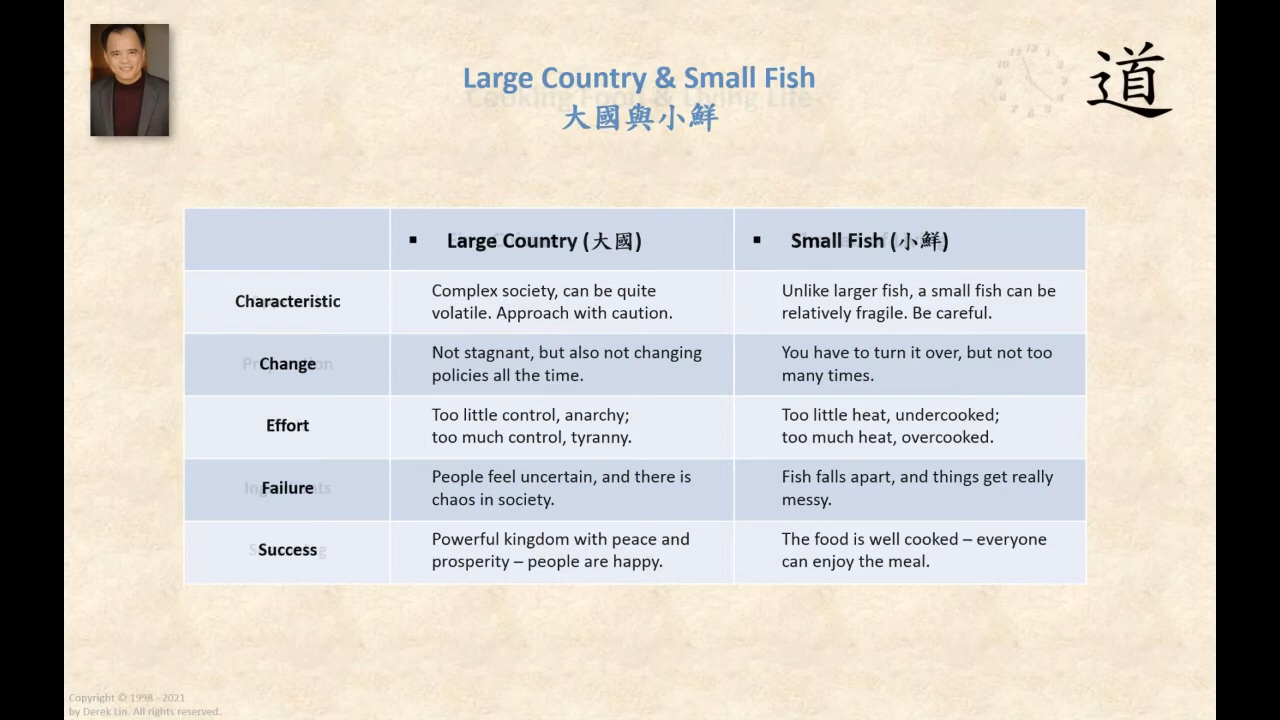 Large Country & Small Fish
Cooking Food & Living Life
大國與小鮮
道
▪ Large Country (大國)
▪ Small Fish (小鮮)
Characteristic
Complex society, can be quite
volatile. Approach with caution.
Unlike larger fish, a small fish can be
relatively fragile. Be careful.
Change
Not stagnant, but also not changing
policies all the time.
You have to turn it over, but not too
many times.
Effort
Too little control, anarchy;
too much control, tyranny.
Too little heat, undercooked;
too much heat, overcooked.
Failure
People feel uncertain, and there is
chaos in society.
Fish falls apart, and things get really
messy.
Success
Powerful kingdom with peace and
prosperity – people are happy.
The food is well cooked – everyone
can enjoy the meal.
Copyright © 1998 - 2021
by Derek Lin. All rights reserved.